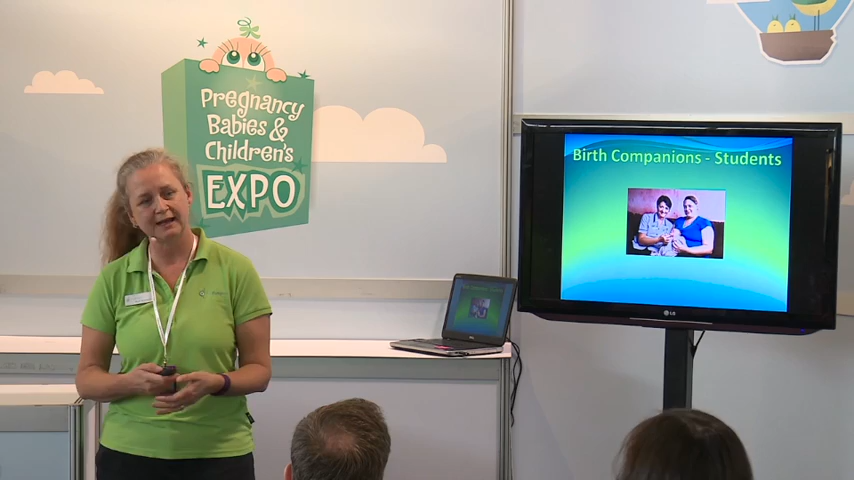 Pregnancy
Babies &
Children's
EXPO
Birth Companions - Students
LG